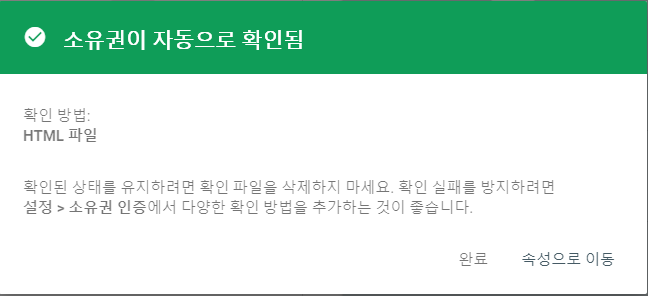 소유권이 자동으로 확인됨
확인 방법:
HTML 파일
확인된 상태를 유지하려면 확인 파일을 삭제하지 마세요. 확인 실패를 방지하려면
설정 > 소유권 인증에서 다양한 확인 방법을 추가하는 것이 좋습니다.
완료 속성으로 이동